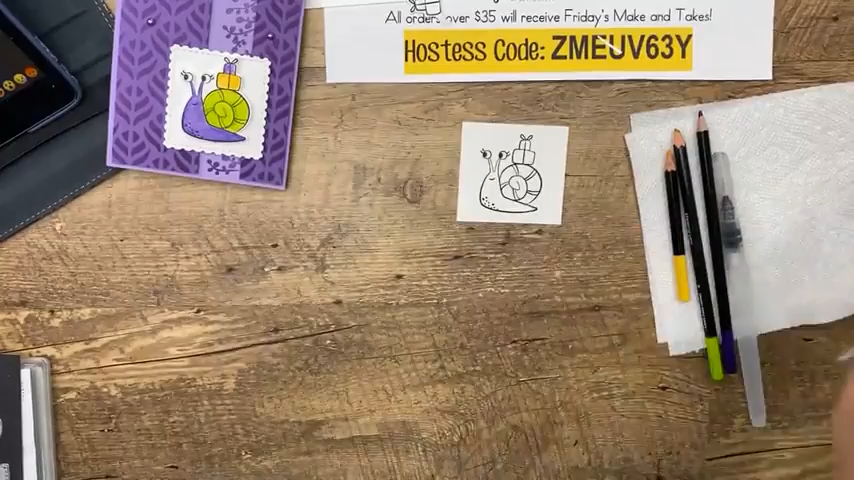 All orders over $35 will receive Friday's Make and Takes!
Hostess Code: ZMEUV63Y